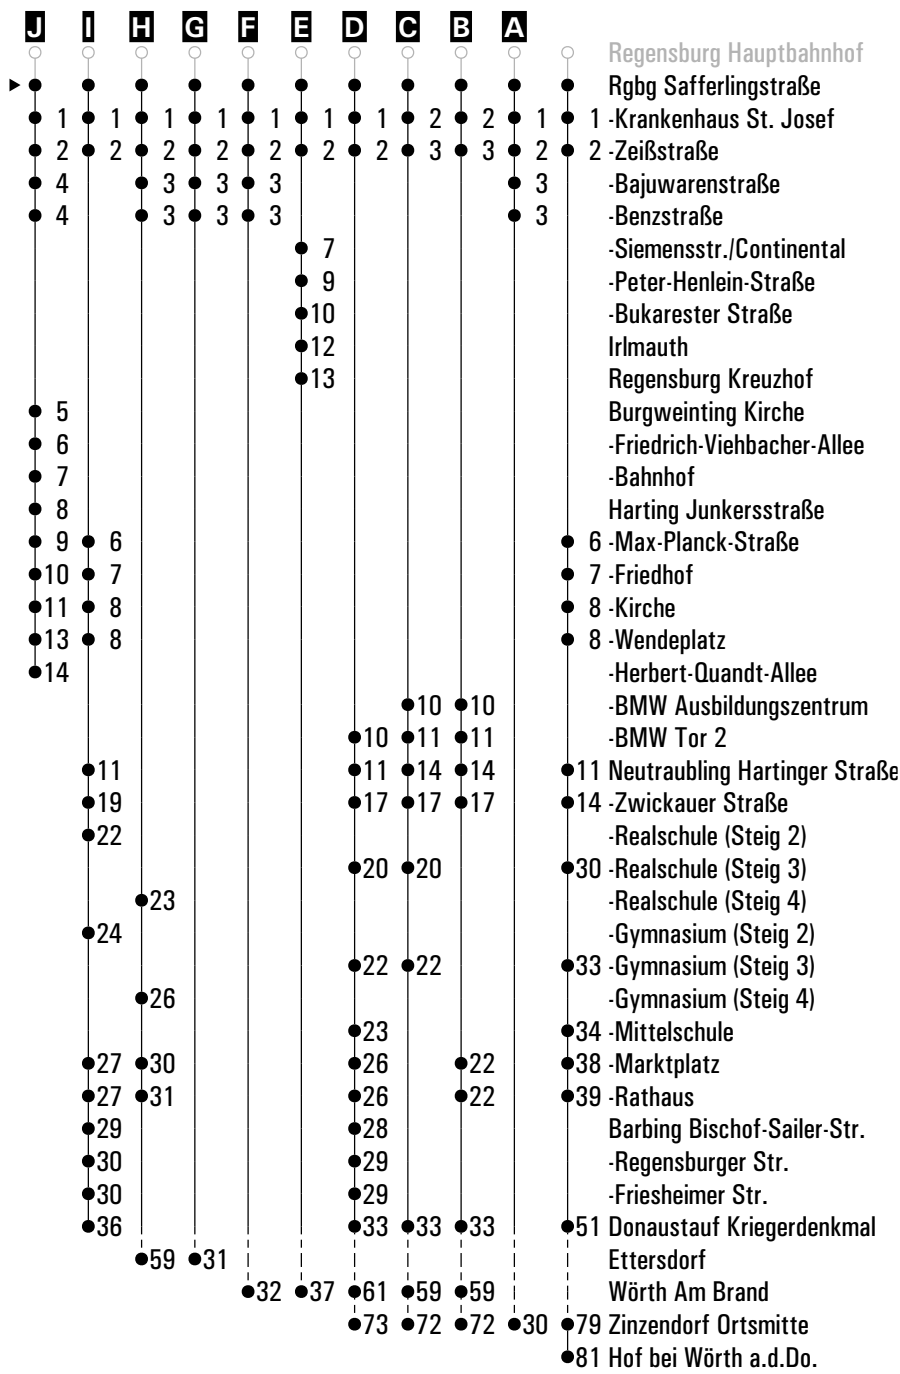 J I H G F E D C B A
Regensburg Hauptbahnhof
Rgbg Safferlingstraße
1 1 1 1 1 1 1 2 2 1 1 -Krankenhaus St. Josef
2 2 2 2 2 2 2 3 3 2 2 -Zeißstraße
4 3 3 3 3 -Bajuwarenstraße
4 3 3 3 3 -Benzstraße
7 -Siemensstr./Continental
9 -Peter-Henlein-Straße
10 -Bukarester Straße
12 Irlmauth
13 Regensburg Kreuzhof
5 Burgweinting Kirche
6 -Friedrich-Viehbacher-Allee
7 -Bahnhof
8 Harting Junkersstraße
9 6 6 -Max-Planck-Straße
10 7 7 -Friedhof
11 8 8 -Kirche
13 8 8 -Wendeplatz
14 -Herbert-Quandt-Allee
10 10 -BMW Ausbildungszentrum
10 11 11 -BMW Tor 2
11 11 14 14 11 Neutraubling Hartinger Straße
19 17 17 17 14 -Zwickauer Straße
22 -Realschule (Steig 2)
20 20 30 -Realschule (Steig 3)
23 -Realschule (Steig 4)
24 -Gymnasium (Steig 2)
22 22 33 -Gymnasium (Steig 3)
26 -Gymnasium (Steig 4)
23 34 -Mittelschule
27 30 26 22 38 -Marktplatz
27 31 26 22 39 -Rathaus
29 28 Barbing Bischof-Sailer-Str.
30 29 -Regensburger Str.
30 29 -Friesheimer Str.
36 33 33 33 51 Donaustauf Kriegerdenkmal
59 31 Ettersdorf
32 37 61 59 59 Wörth Am Brand
73 72 72 30 79 Zinzendorf Ortsmitte
81 Hof bei Wörth a.d.Do.